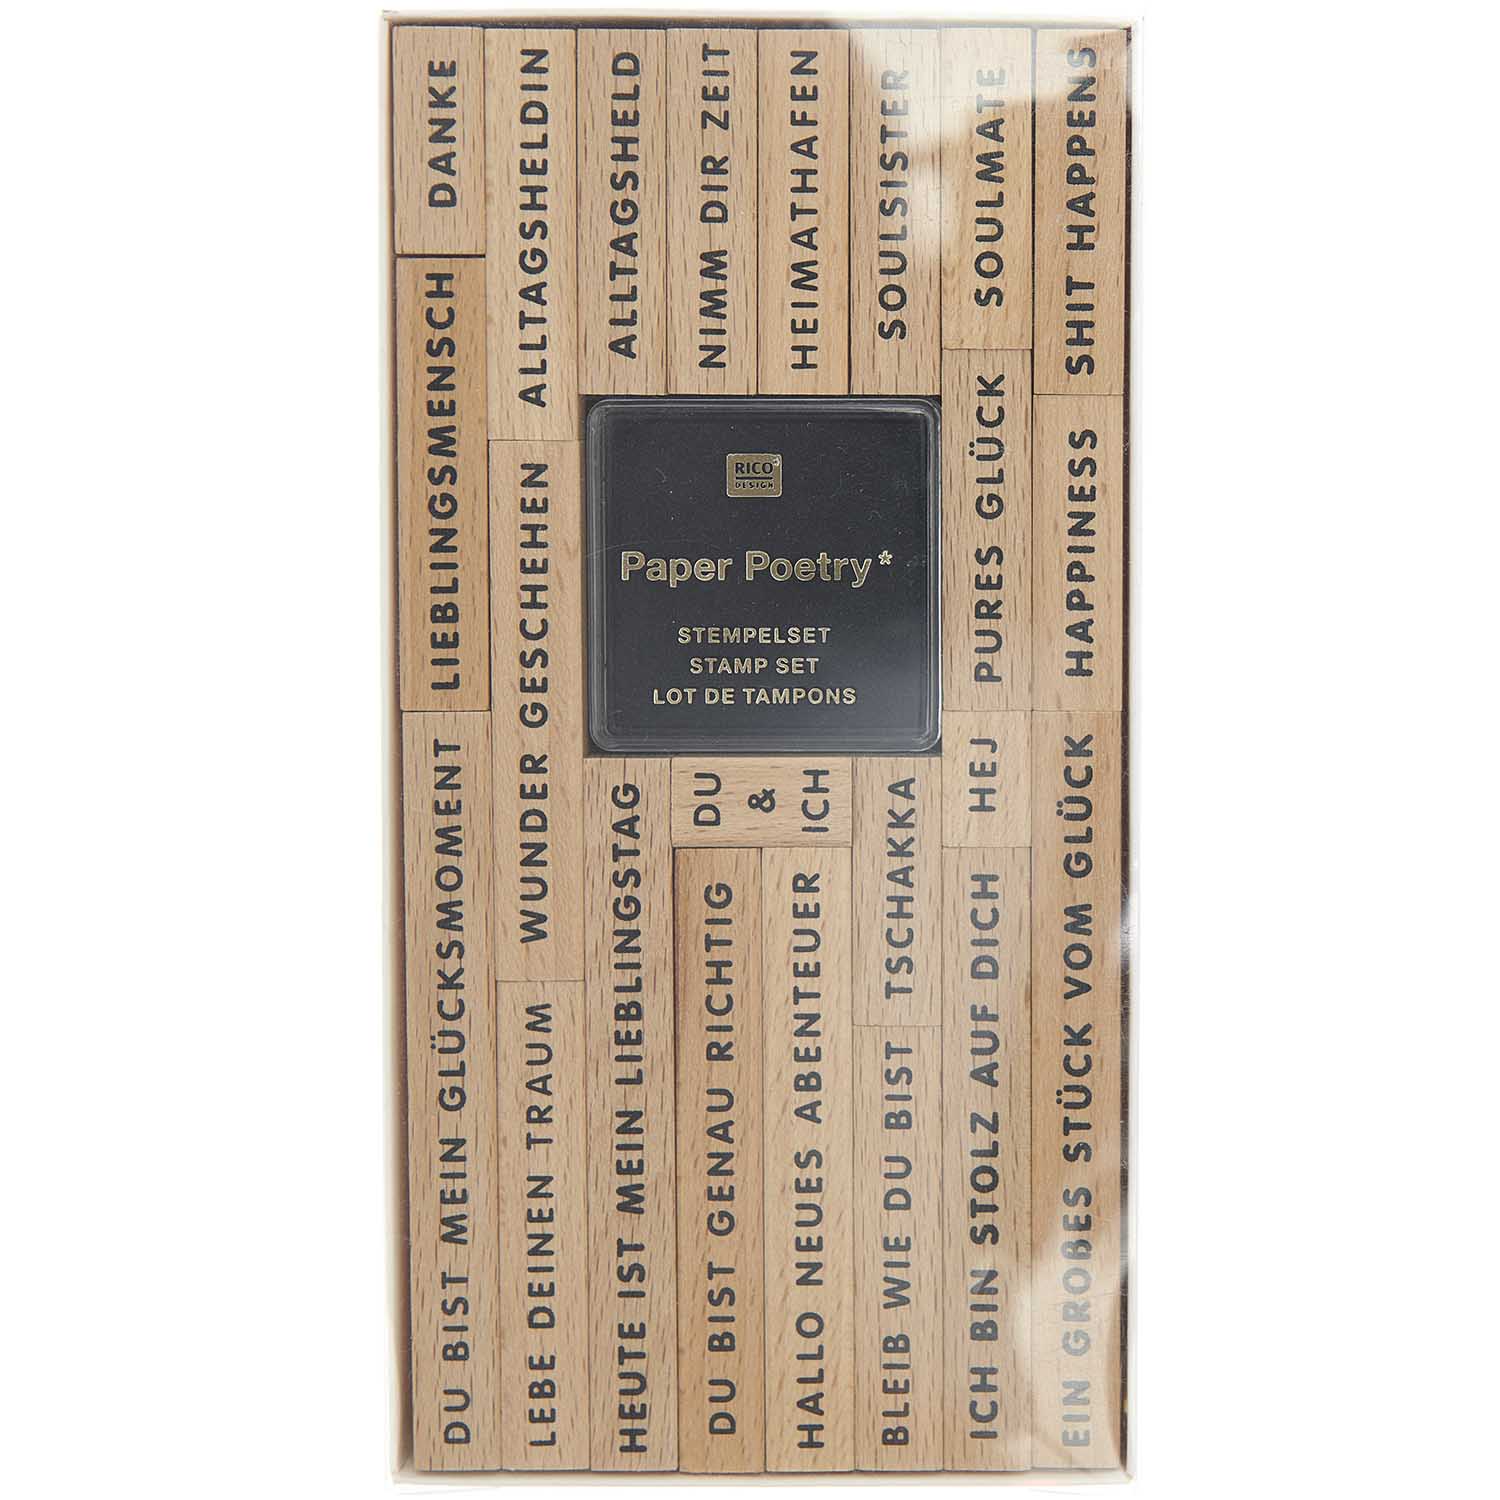 DANKE
LIEBLINGSMENSCH
DU BIST MEIN GLÜCKSMOMENT
ALLTAGSHELDIN
WUNDER GESCHEHEN
LEBE DEINEN TRAUM
ALLTAGSHELD
HEUTE IST MEIN LIEBLINGSTAG
NIMM DIR ZEIT
HEIMATHAFEN
RICO
DESIGN
Paper Poetry*
STEMPELSET
STAMP SET
LOT DE TAMPONS
DU
&
ICH
DU BIST GENAU RICHTIG
HALLO NEUES ABENTEUER
SOULSISTER
TSCHAKKA
BLEIB WIE DU BIST
SOULMATE
PURES GLÜCK
HEJ
ICH BIN STOLZ AUF DICH
SHIT HAPPENS
HAPPINESS
EIN GROẞES STÜCK VOM GLÜCK